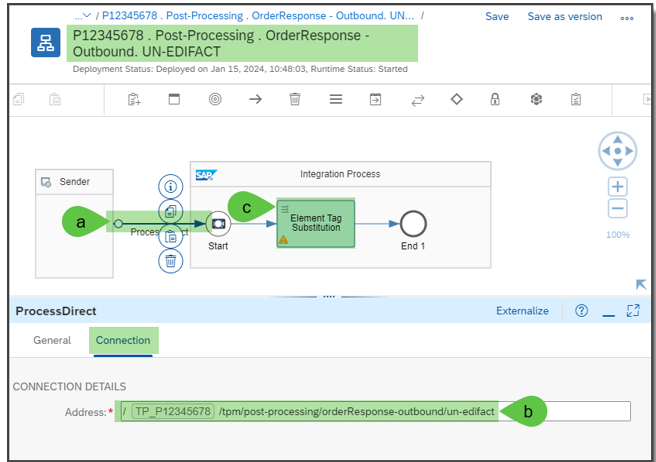 ... / P12345678 . Post-Processing . OrderResponse - Outbound. UN... /
Save
Save as version
P12345678 . Post-Processing . OrderResponse -
Outbound. UN-EDIFACT
Deployment Status: Deployed on Jan 15, 2024, 10:48:03, Runtime Status: Started
Sender
SAP
Integration Process
a
c
Element Tag
Substitution
Start
End 1
100%
ProcessDirect
Externalize
General
Connection
CONNECTION DETAILS
Address: * / TP_P12345678 /tpm/post-processing/orderResponse-outbound/un-edifact
b